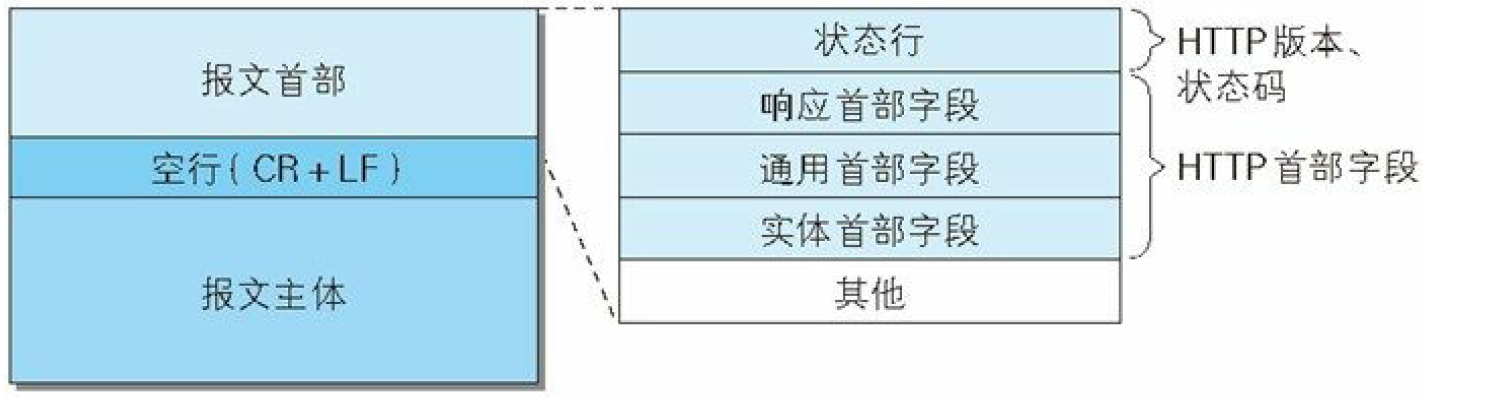 报文首部
空行(CR+LF)
报文主体
状态行
响应首部字段
通用首部字段
实体首部字段
其他
HTTP版本、
状态码
HTTP首部字段